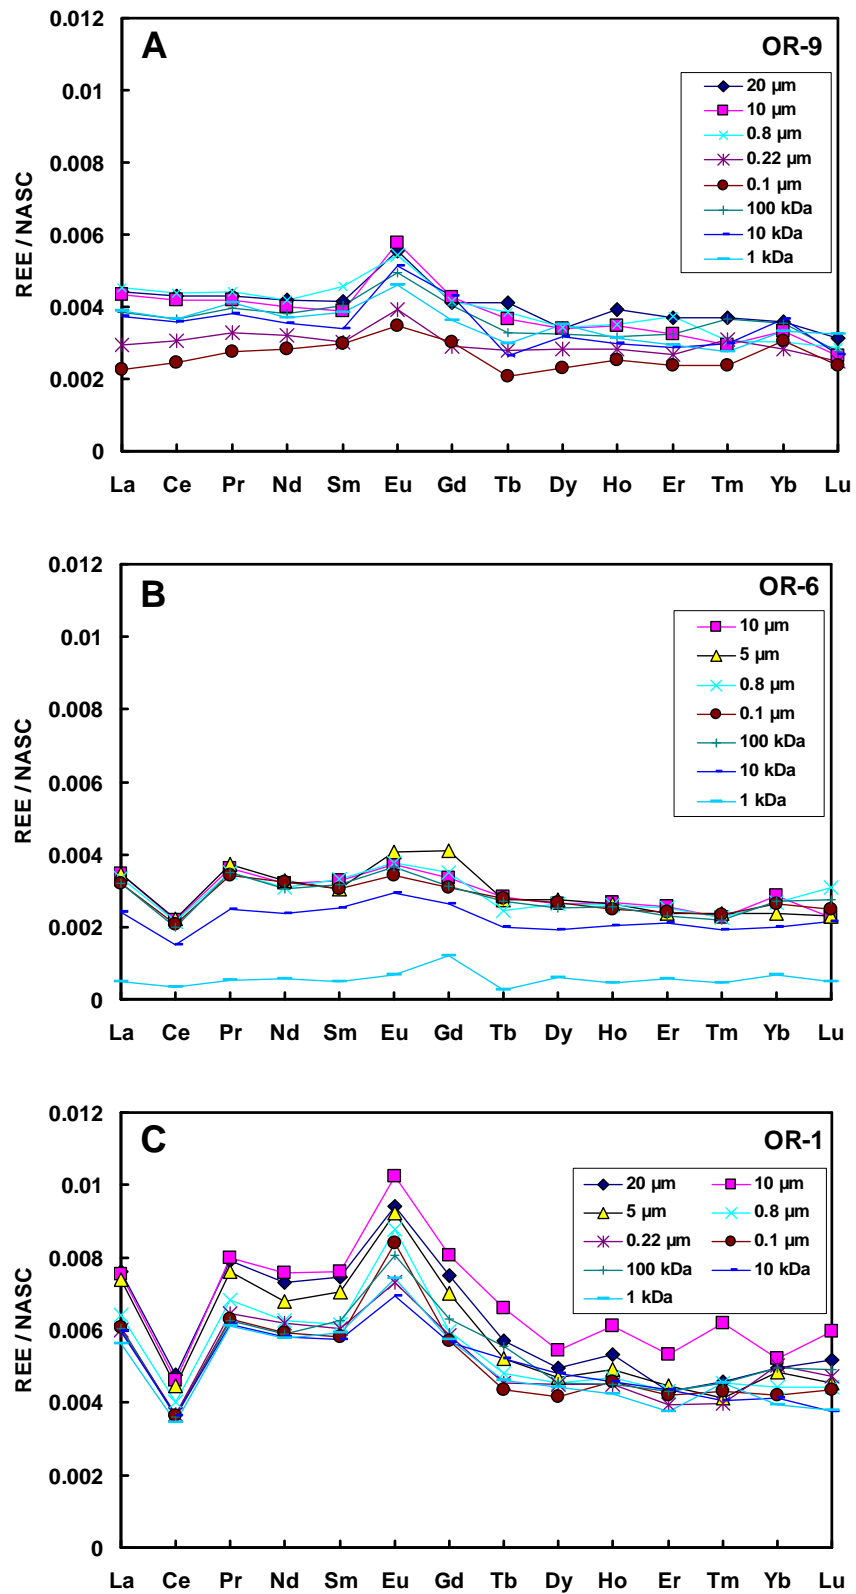 A
OR-9
0.012
0.01
0.008
0.006
0.004
0.002
0
REE / NASC
20 µm
10 µm
0.8 µm
0.22 µm
0.1 µm
100 kDa
10 kDa
1 kDa
La Ce Pr Nd Sm Eu Gd Tb Dy Ho Er Tm Yb Lu
B
OR-6
0.012
0.01
0.008
0.006
0.004
0.002
0
REE / NASC
10 µm
5 µm
0.8 µm
0.1 µm
100 kDa
10 kDa
1 kDa
La Ce Pr Nd Sm Eu Gd Tb Dy Ho Er Tm Yb Lu
C
OR-1
0.012
0.01
0.008
0.006
0.004
0.002
0
REE / NASC
20 µm 10 µm
5 µm 0.8 µm
0.22 µm 0.1 µm
100 kDa 10 kDa
1 kDa
La Ce Pr Nd Sm Eu Gd Tb Dy Ho Er Tm Yb Lu